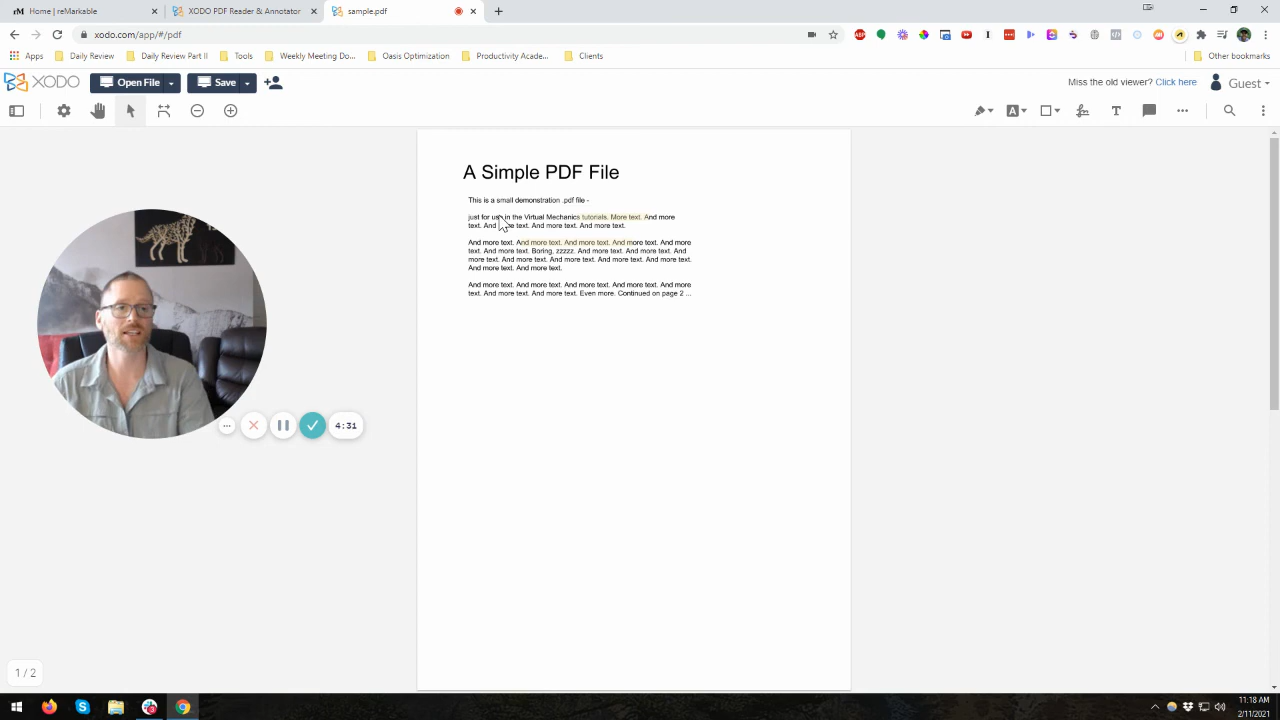 Home | reMarkable
XODO PDF Reader & Annotator
sample.pdf
xodo.com/app/#/pdf
Apps
Daily Review
Daily Review Part II
Tools
Weekly Meeting Do...
Oasis Optimization
Productivity Acade...
Clients
Other bookmarks
XODO
Open File
Save
Miss the old viewer? Click here
Guest
A Simple PDF File
This is a small demonstration .pdf file -
just for use in the Virtual Mechanics tutorials. More text. And more
text. And more text. And more text. And more text.
And more text. And more text. And more text. And more text. And more
text. And more text. Boring, zzzzz. And more text. And more text. And
more text. And more text. And more text. And more text. And more text.
And more text. And more text.
And more text. And more text. And more text. And more text. And more
text. And more text. And more text. Even more. Continued on page 2 ...
4:31
1 / 2
11:18 AM
2/11/2021